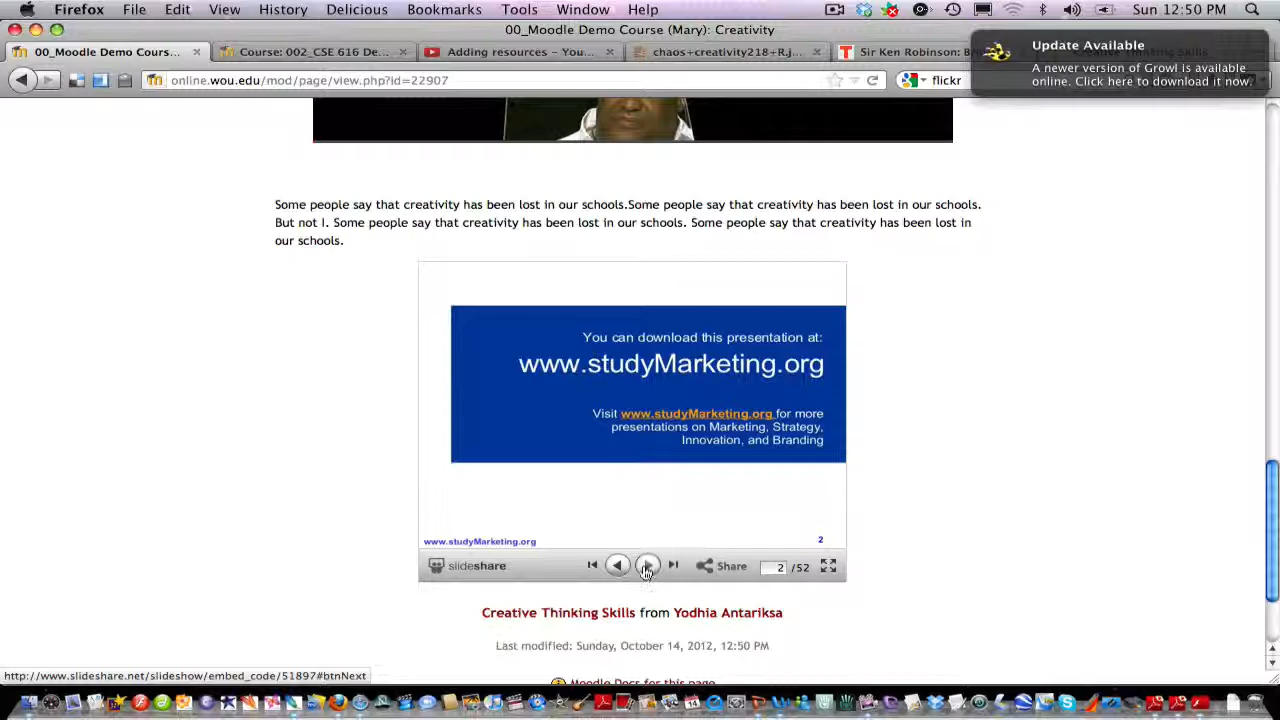 Firefox File Edit View History Delicious Bookmarks Tools Window Help Sun 12:50 PM
00_Moodle Demo Course (Mary): Creativity
00_Moodle Demo Cours... Course: 002_CSE 616 De... Adding resources - You... chaos+creativity218+R.j... Sir Ken Robinson:
Update Available
A newer version of Growl is available
online. Click here to download it now.
online.wou.edu/mod/page/view.php?id=22907 flickr
Some people say that creativity has been lost in our schools.Some people say that creativity has been lost in our schools.
But not I. Some people say that creativity has been lost in our schools. Some people say that creativity has been lost in
our schools.
You can download this presentation at:
www.studyMarketing.org
Visit www.studyMarketing.org for more
presentations on Marketing, Strategy,
Innovation, and Branding
www.studyMarketing.org 2
slideshare Share 2 /52
Creative Thinking Skills from Yodhia Antariksa
Last modified: Sunday, October 14, 2012, 12:50 PM
Moodle Docs for this page
http://www.slideshare.net/slideshow/embed_code/51897#btnNext